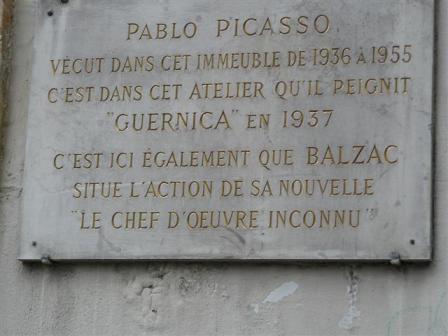 PABLO PICASSO
VÉCUT DANS CET IMMEUBLE DE 1936 À 1955
C'EST DANS CET ATELIER QU'IL PEIGNIT
"GUERNICA" EN 1937
C'EST ICI ÉGALEMENT QUE BALZAC
SITUE L'ACTION DE SA NOUVELLE
"LE CHEF D'OEUVRE INCONNU"